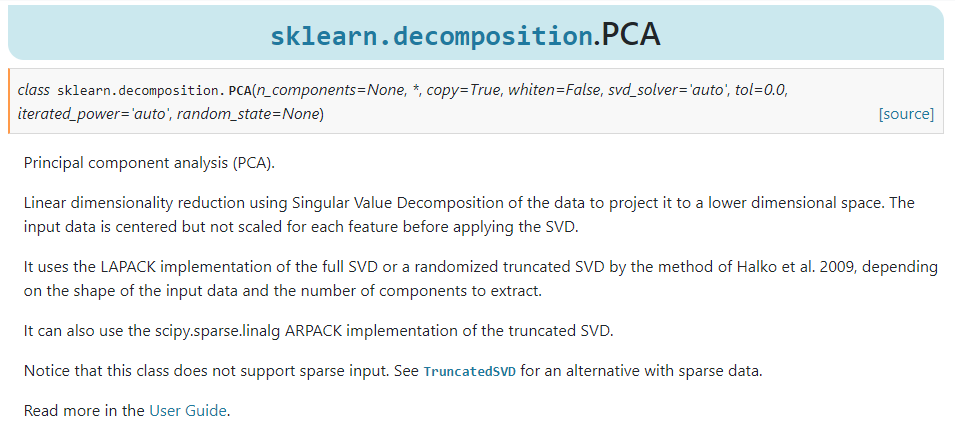 sklearn.decomposition.PCA
class sklearn.decomposition.PCA(n_components=None, *, copy=True, whiten=False, svd_solver='auto', tol=0.0,
iterated_power='auto', random_state=None)
[source]
Principal component analysis (PCA).
Linear dimensionality reduction using Singular Value Decomposition of the data to project it to a lower dimensional space. The
input data is centered but not scaled for each feature before applying the SVD.
It uses the LAPACK implementation of the full SVD or a randomized truncated SVD by the method of Halko et al. 2009, depending
on the shape of the input data and the number of components to extract.
It can also use the scipy.sparse.linalg ARPACK implementation of the truncated SVD.
Notice that this class does not support sparse input. See TruncatedSVD for an alternative with sparse data.
Read more in the User Guide.